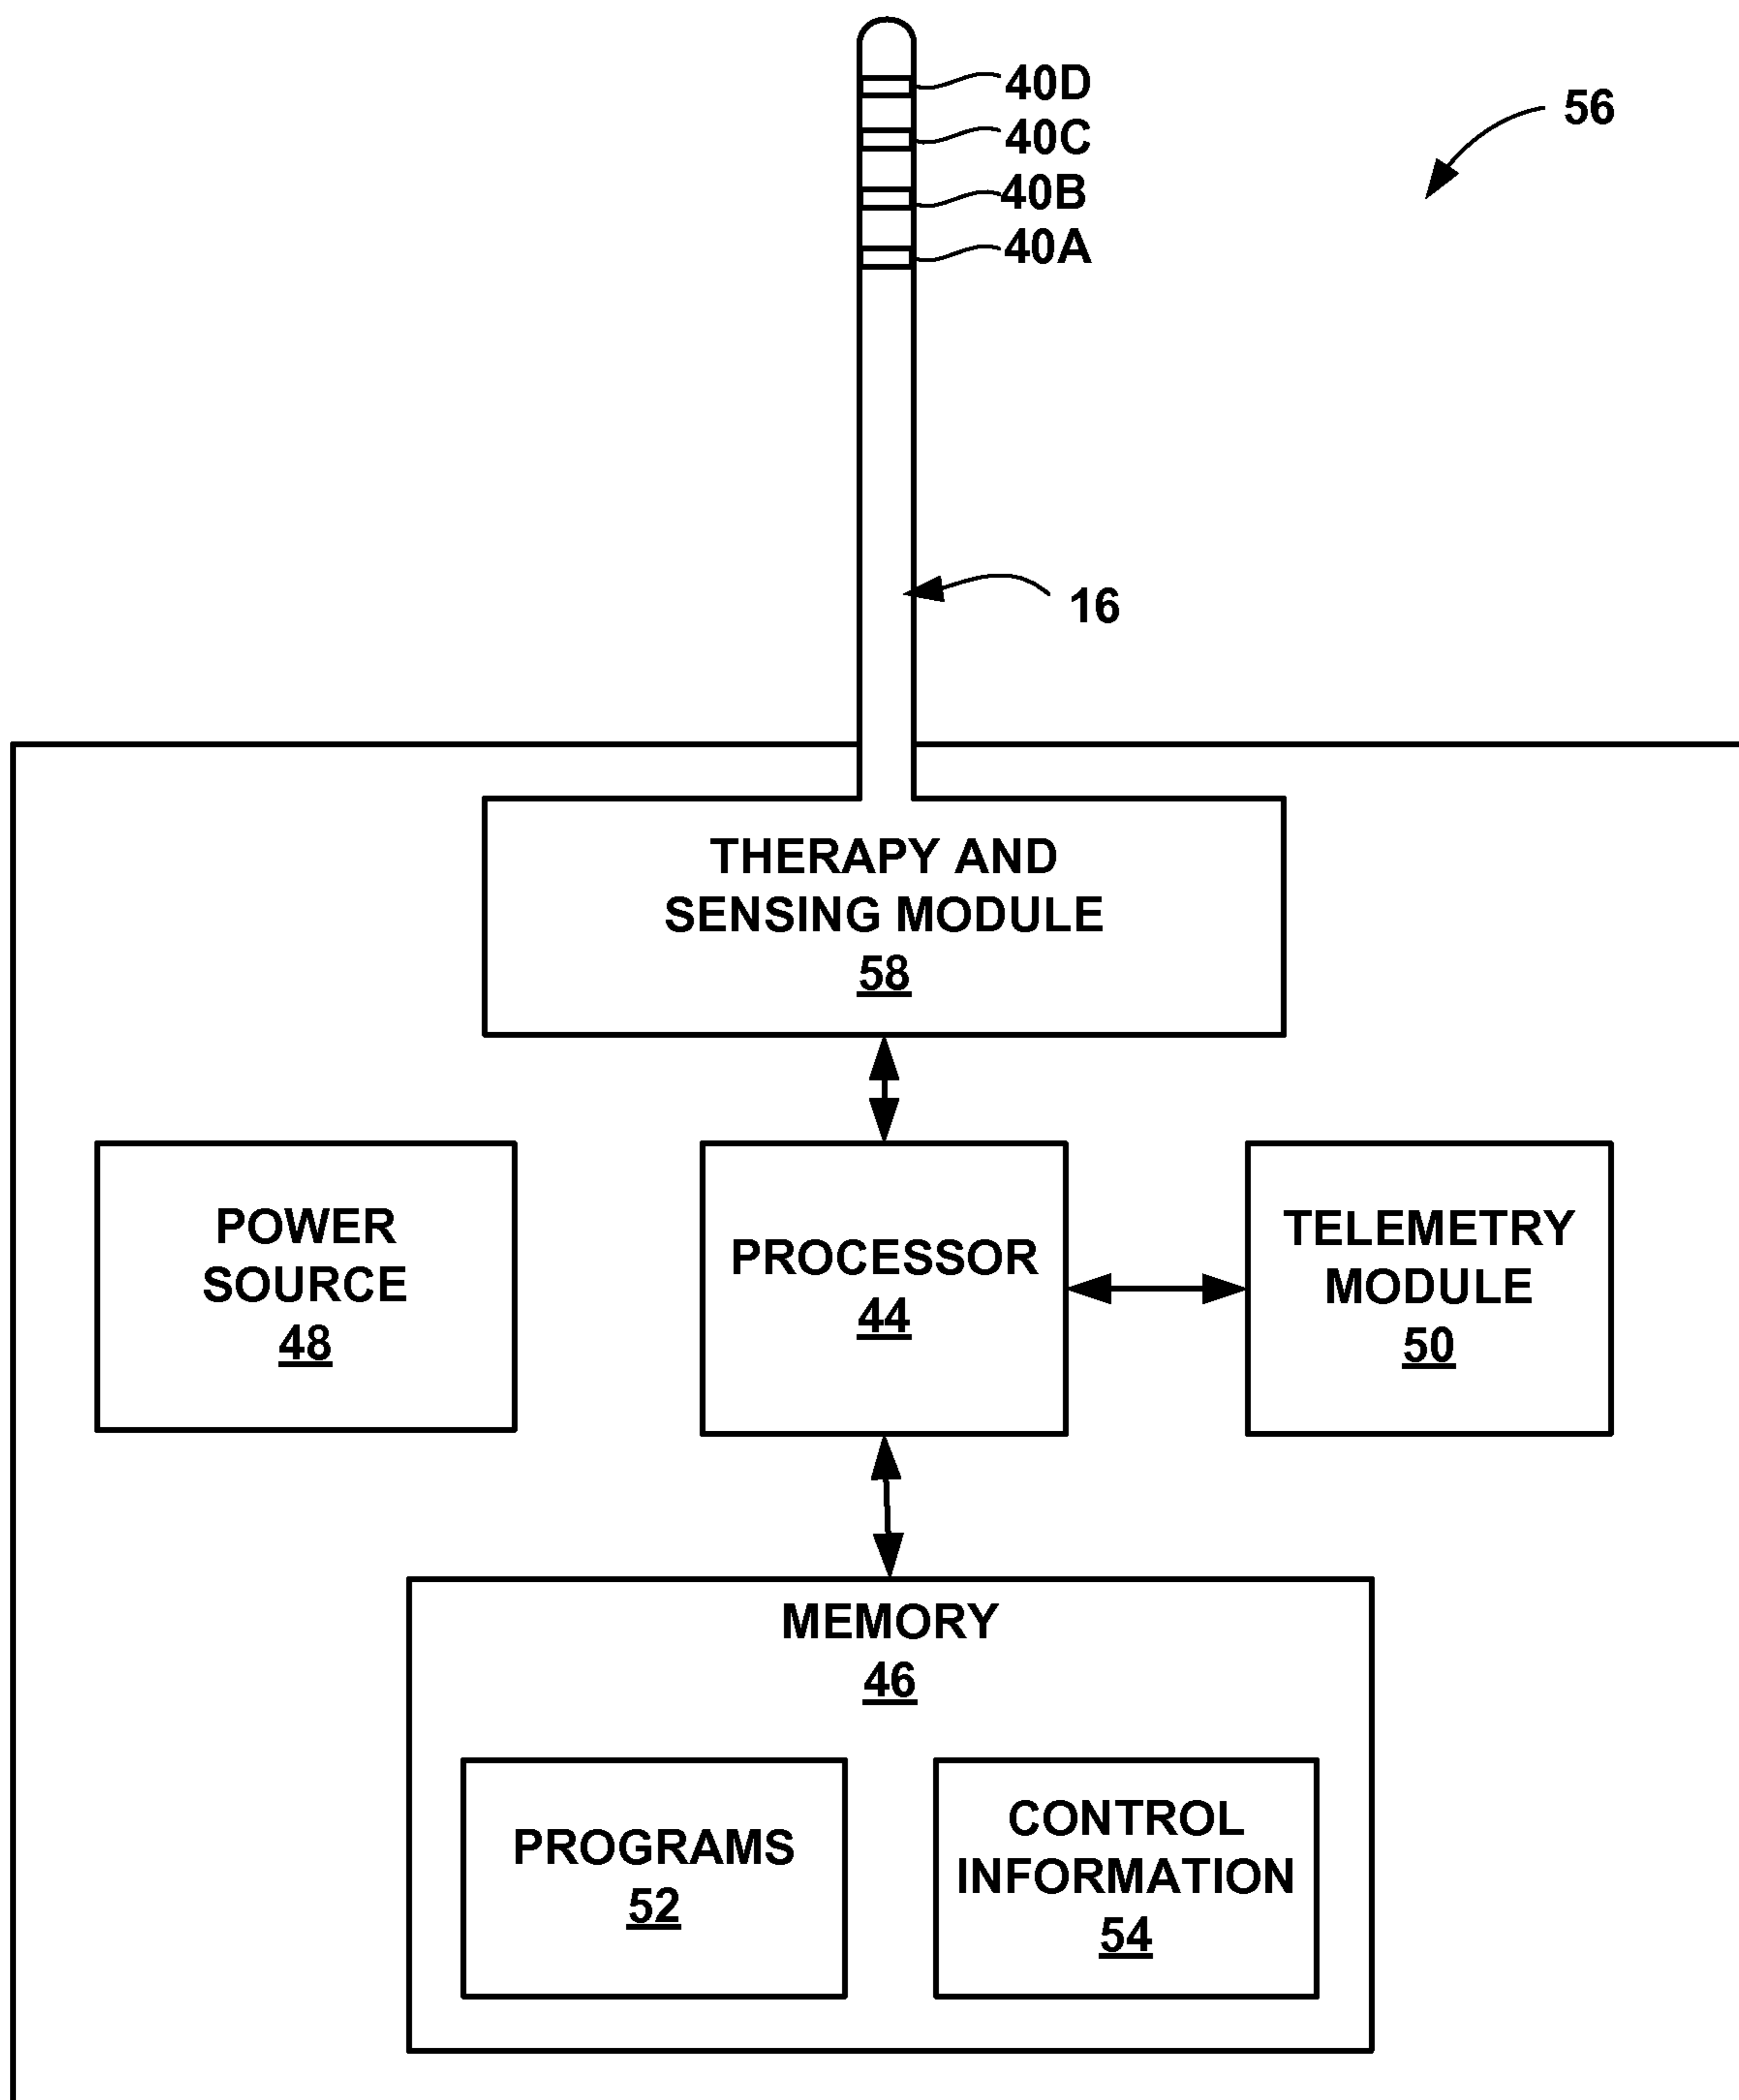 40D
40C
40B
40A
56
16
THERAPY AND
SENSING MODULE
58
POWER
SOURCE
48
PROCESSOR
44
TELEMETRY
MODULE
50
MEMORY
46
PROGRAMS
52
CONTROL
INFORMATION
54